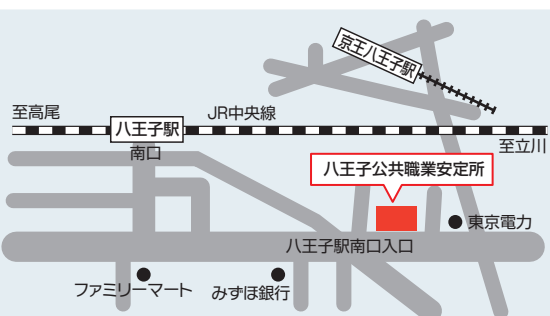 京王八王子駅
至高尾
JR中央線
八王子駅
至立川
南口
八王子公共職業安定所
東京電力
八王子駅南口入口
ファミリーマート
みずほ銀行